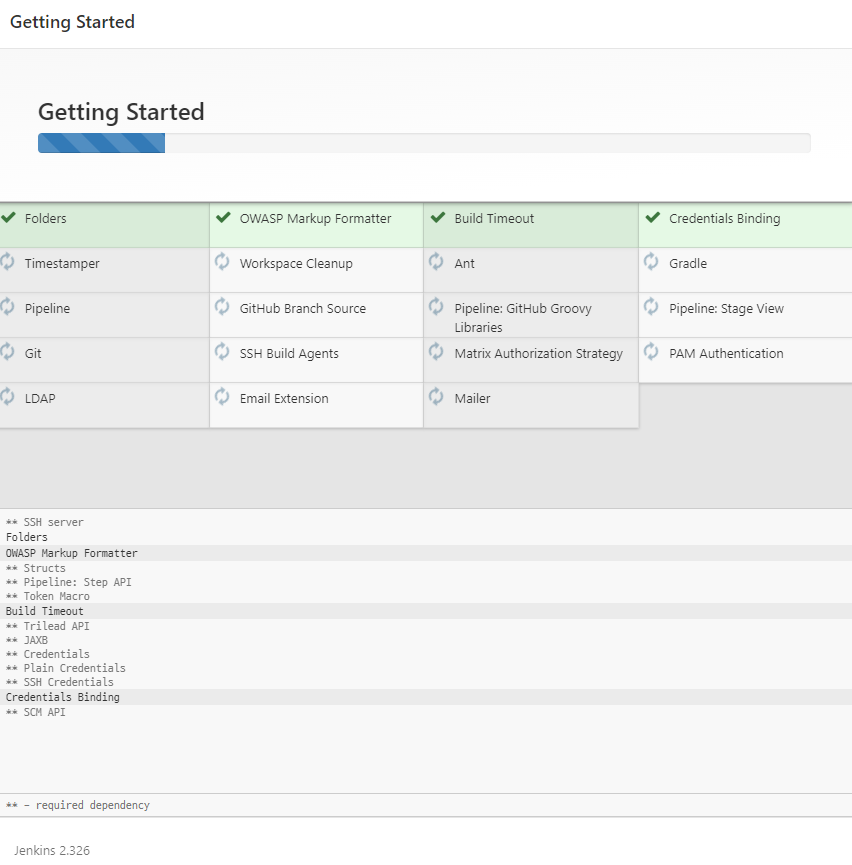 Getting Started
Getting Started
Folders
OWASP Markup Formatter
Build Timeout
Credentials Binding
Timestamper
Workspace Cleanup
Ant
Gradle
Pipeline
GitHub Branch Source
Pipeline: GitHub Groovy
Libraries
Pipeline: Stage View
Git
SSH Build Agents
Matrix Authorization Strategy
PAM Authentication
LDAP
Email Extension
Mailer
** SSH server
Folders
OWASP Markup Formatter
** Structs
** Pipeline: Step API
** Token Macro
Build Timeout
** Trilead API
** JAXB
** Credentials
** Plain Credentials
** SSH Credentials
Credentials Binding
** SCM API
** - required dependency
Jenkins 2.326